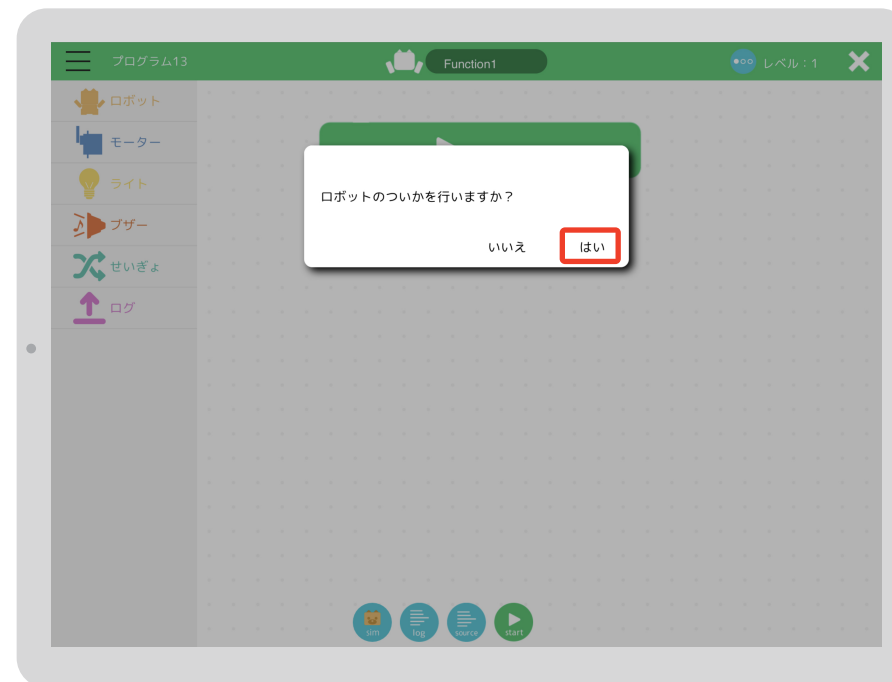 プログラム13
Function1
レベル：1
ロボット
モーター
ライト
ブザー
せいぎょ
ログ
ロボットのついかを行いますか？
いいえ
はい
sim
log
source
start